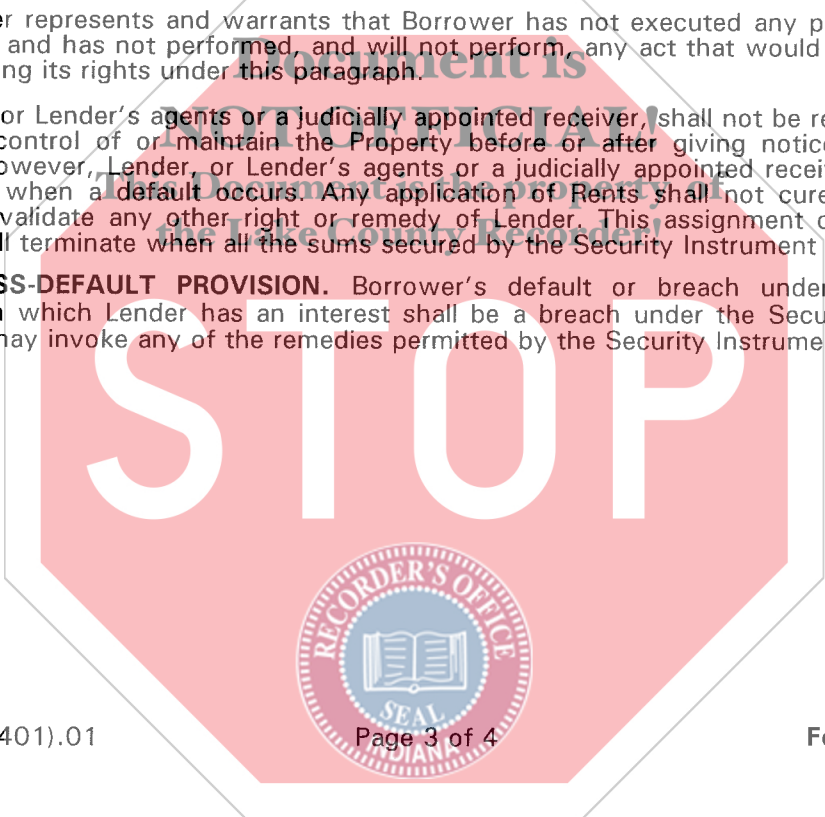 er represents and warrants that Borrower has not executed any p
and has not performed, and will not perform, any act that would
ng its rights under this paragraph.
or Lender's agents or a judicially appointed receiver, shall not be re
control of or maintain the Property before or after giving notice
owever, Lender, or Lender's agents or a judicially appointed recei
when a default occurs. Any application of Rents shall not cure
validate any other right or remedy of Lender. This assignment o
ll terminate when all the sums secured by the Security Instrument
SS-DEFAULT PROVISION. Borrower's default or breach under
which Lender has an interest shall be a breach under the Secu
may invoke any of the remedies permitted by the Security Instrume
Document is
NOT OFFICIAL!
This Document is the property of
the Lake County Recorder!
STOP
RECORDER'S OFFICE
SEAL
INDIANA
401).01
Page 3 of 4
Fo